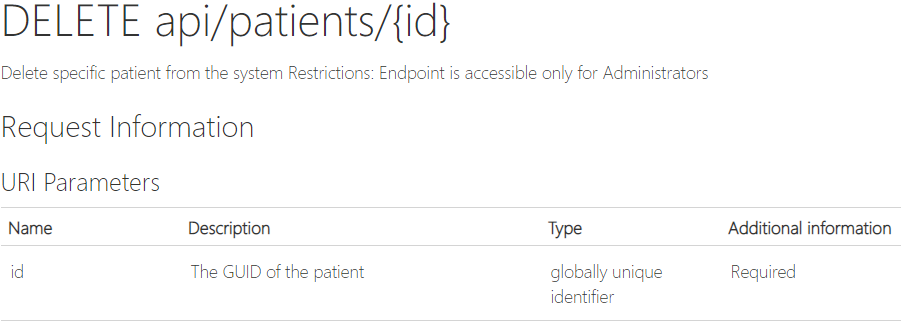 DELETE api/patients/{id}
Delete specific patient from the system Restrictions: Endpoint is accessible only for Administrators
Request Information
URI Parameters
Name Description Type Additional information
id The GUID of the patient globally unique Required
identifier